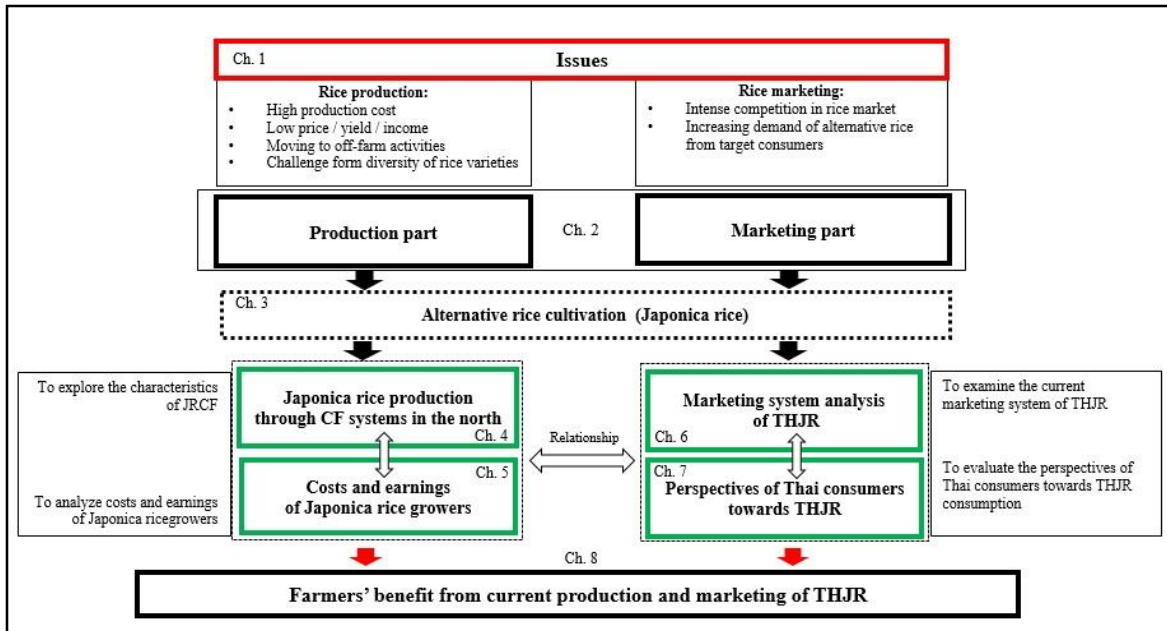 Ch. 1
Issues
Rice production:
• High production cost
• Low price / yield / income
• Moving to off-farm activities
• Challenge form diversity of rice varieties
Rice marketing:
• Intense competition in rice market
• Increasing demand of alternative rice
from target consumers
Production part
Ch. 2
Marketing part
Ch. 3
Alternative rice cultivation (Japonica rice)
To explore the characteristics
of JRCF
To analyze costs and earnings
of Japonica ricegrowers
Japonica rice production
through CF systems in the north
Ch. 4
Ch. 5
Costs and earnings
of Japonica rice growers
Relationship
Marketing system analysis
of THJR
Ch. 6
Ch. 7
Perspectives of Thai consumers
towards THJR
To examine the current
marketing system of THJR
To evaluate the perspectives of
Thai consumers towards THJR
consumption
Ch. 8
Farmers’ benefit from current production and marketing of THJR